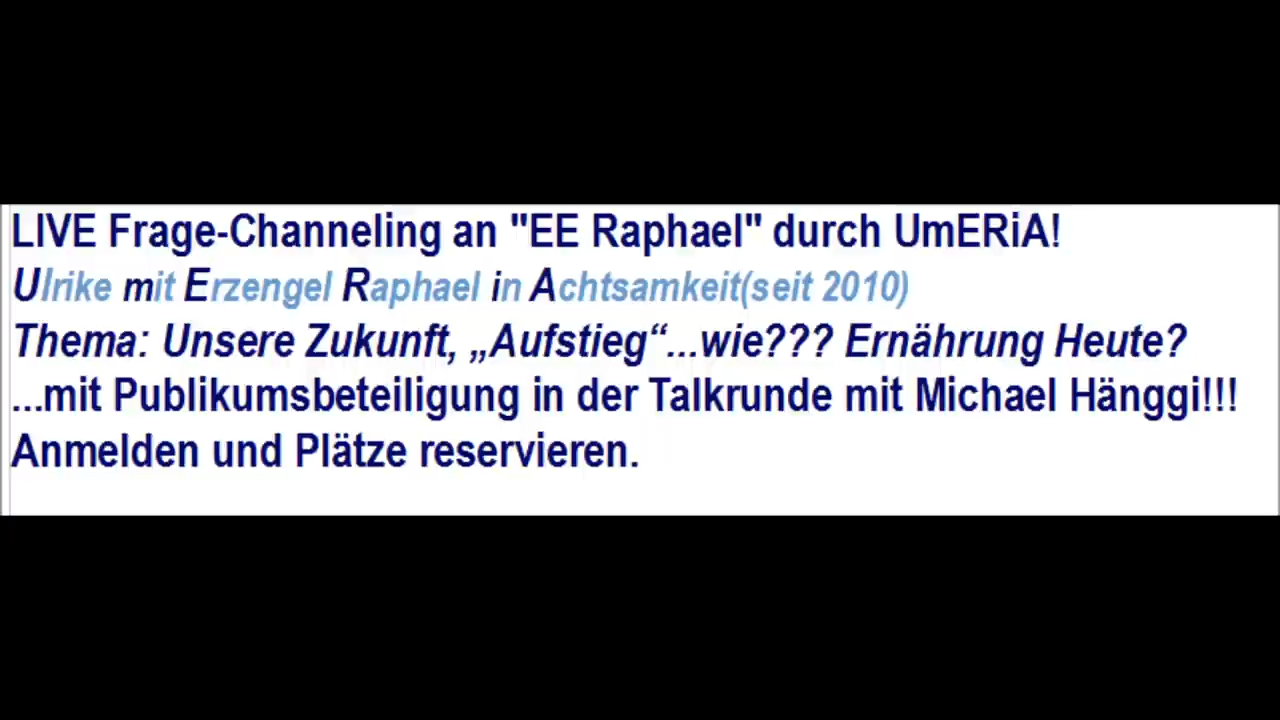 LIVE Frage-Channeling an "EE Raphael" durch UmERiA!
Ulrike mit Erzengel Raphael in Achtsamkeit(seit 2010)
Thema: Unsere Zukunft, „Aufstieg“...wie??? Ernährung Heute?
...mit Publikumsbeteiligung in der Talkrunde mit Michael Hänggi!!!
Anmelden und Plätze reservieren.